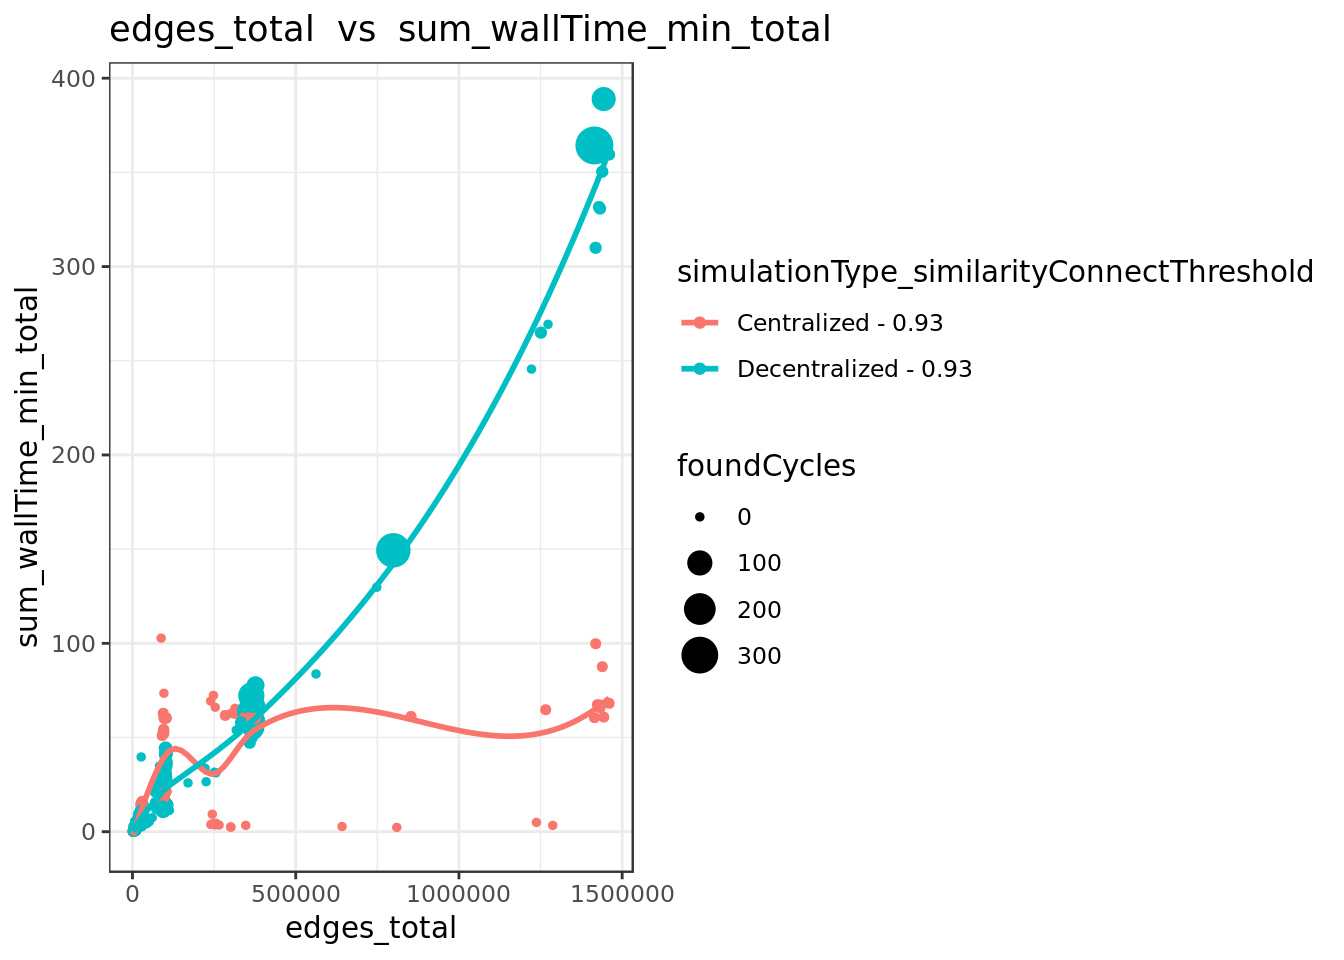 edges_total  vs  sum_wallTime_min_total
400
300
200
100
0
sum_wallTime_min_total
0
500000
1000000
1500000
edges_total
simulationType_similarityConnectThreshold
Centralized - 0.93
Decentralized - 0.93
foundCycles
0
100
200
300